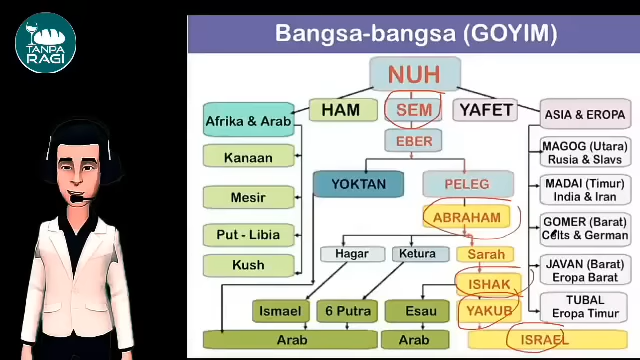 TANPA
RAGI
Bangsa-bangsa (GOYIM)
NUH
HAM
SEM
YAFET
Afrika & Arab
ASIA & EROPA
EBER
Kanaan
MAGOG (Utara)
Rusia & Slavs
YOKTAN
PELEG
Mesir
MADAI (Timur)
India & Iran
ABRAHAM
GOMER (Barat)
Celts & German
Put - Libia
Hagar
Ketura
Sarah
Kush
JAVAN (Barat)
Eropa Barat
ISHAK
Ismael
6 Putra
Esau
YAKUB
TUBAL
Eropa Timur
Arab
Arab
ISRAEL